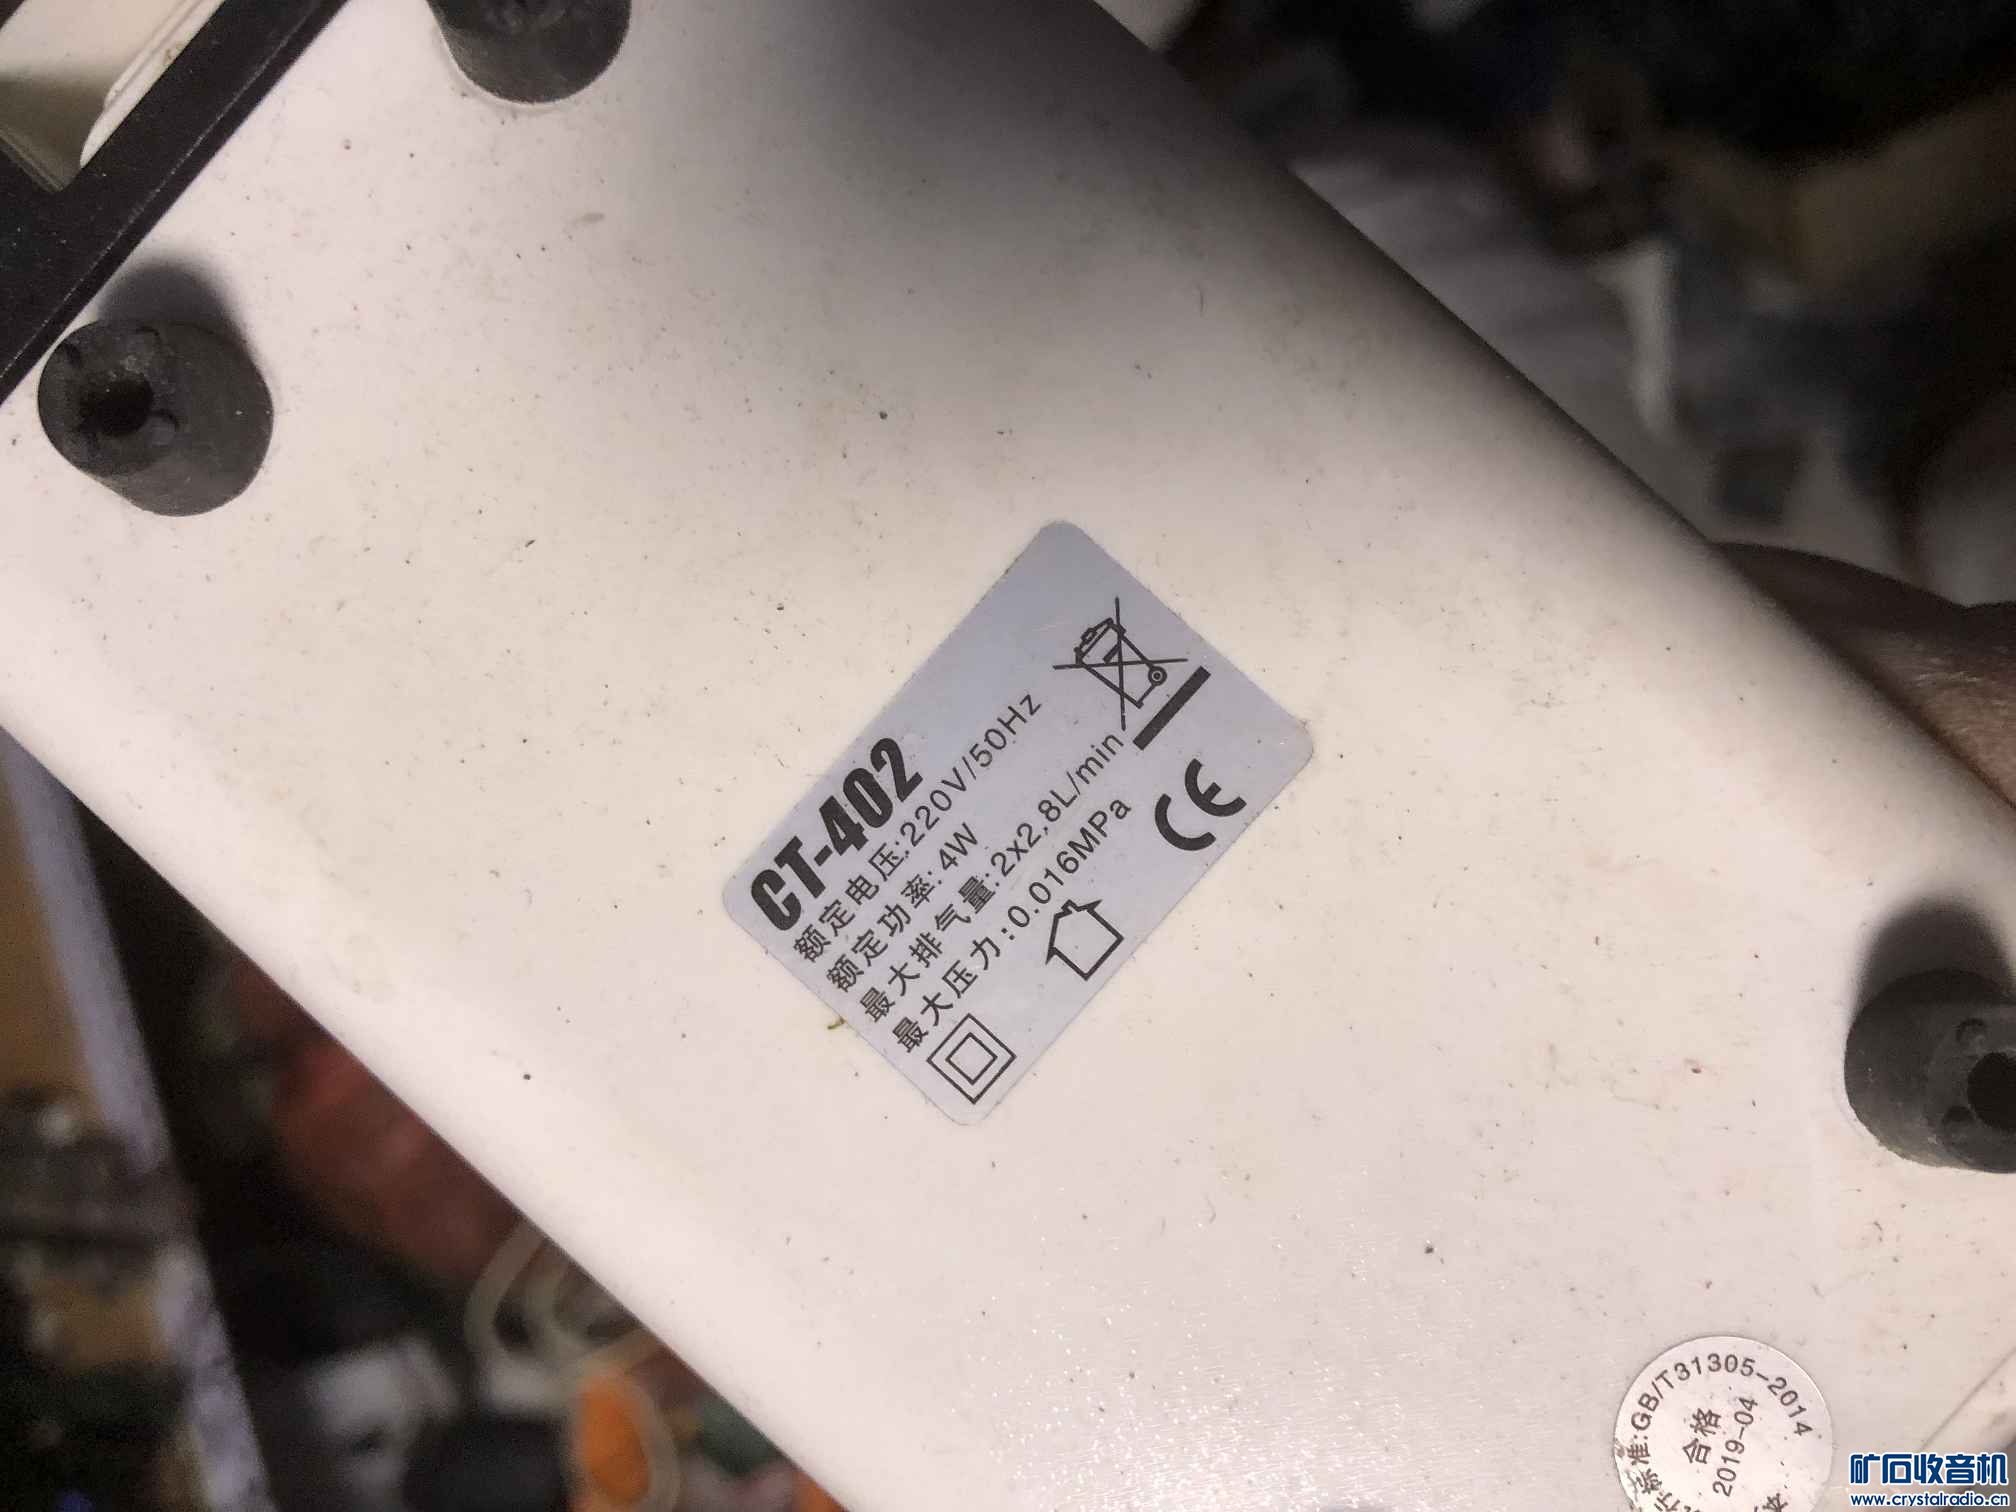 CT-402
额定电压:220V/50Hz
额定功率:4W
最大排气量:2x2.8L/min
最大压力:0.016MPa
CE
标准:GB/T31305-2014
合格
2019-04
矿石收音机
www.crystalradio.cn